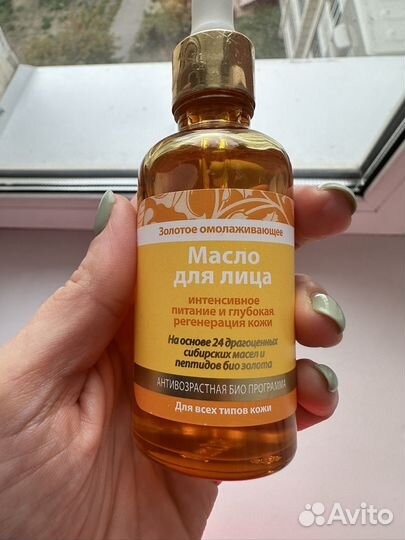 Золотое омолаживающее
Масло
для лица
интенсивное
питание и глубокая
регенерация кожи
На основе 24 драгоценных
сибирских масел и
пептидов био золота
АНТИВОЗРАСТНАЯ БИО ПРОГРАММА
Для всех типов кожи
Avito